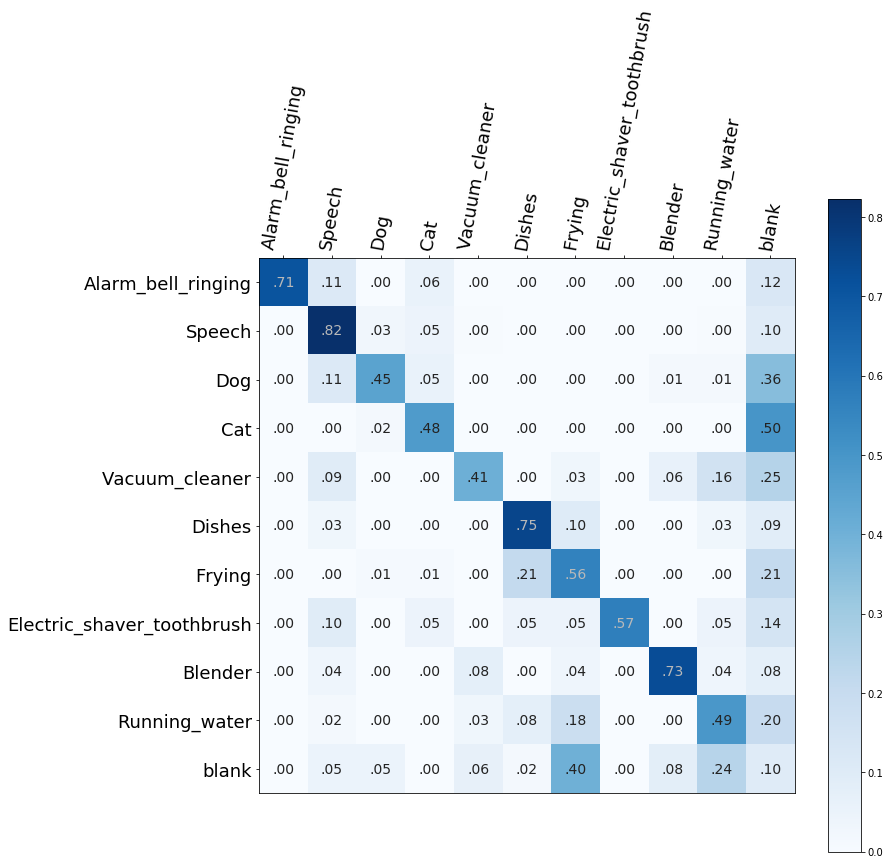 Alarm_bell_ringing Speech Dog Cat Vacuum_cleaner Dishes Frying Electric_shaver_toothbrush Blender Running_water blank
Alarm_bell_ringing .71 .11 .00 .06 .00 .00 .00 .00 .00 .00 .12
Speech .00 .82 .03 .05 .00 .00 .00 .00 .00 .00 .10
Dog .00 .11 .45 .05 .00 .00 .00 .00 .01 .01 .36
Cat .00 .00 .02 .48 .00 .00 .00 .00 .00 .00 .50
Vacuum_cleaner .00 .09 .00 .00 .41 .00 .03 .00 .06 .16 .25
Dishes .00 .03 .00 .00 .00 .75 .10 .00 .00 .03 .09
Frying .00 .00 .01 .01 .00 .21 .56 .00 .00 .00 .21
Electric_shaver_toothbrush .00 .10 .00 .05 .00 .05 .05 .57 .00 .05 .14
Blender .00 .04 .00 .00 .08 .00 .04 .00 .73 .04 .08
Running_water .00 .02 .00 .00 .03 .08 .18 .00 .00 .49 .20
blank .00 .05 .05 .00 .06 .02 .40 .00 .08 .24 .10
0.8
0.7
0.6
0.5
0.4
0.3
0.2
0.1
0.0